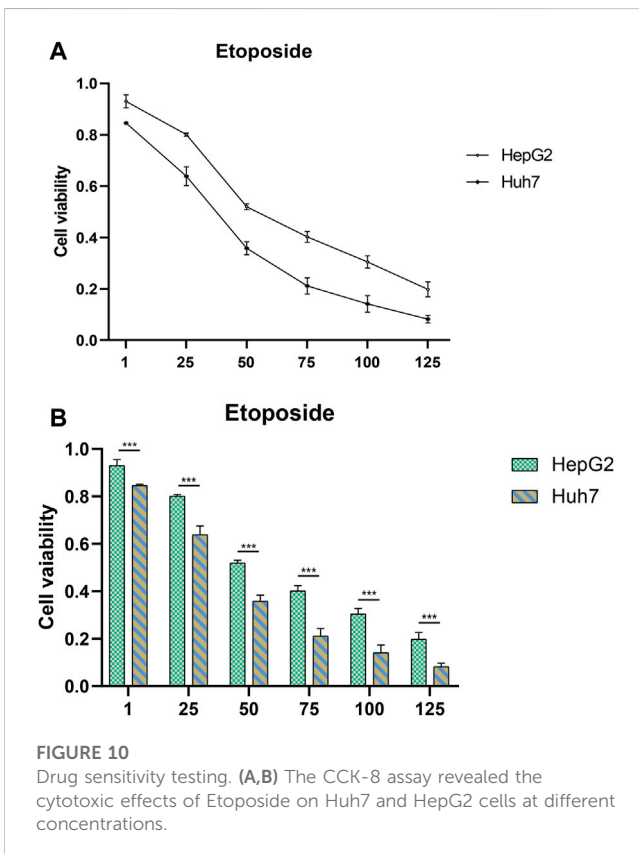 A
Etoposide
Cell viability
1.0
0.8
0.6
0.4
0.2
0.0
1 25 50 75 100 125
HepG2
Huh7
B
Etoposide
Cell vaiability
1.0
0.8
0.6
0.4
0.2
0.0
*** *** *** *** *** ***
1 25 50 75 100 125
HepG2
Huh7
FIGURE 10
Drug sensitivity testing. (A,B) The CCK-8 assay revealed the
cytotoxic effects of Etoposide on Huh7 and HepG2 cells at different
concentrations.